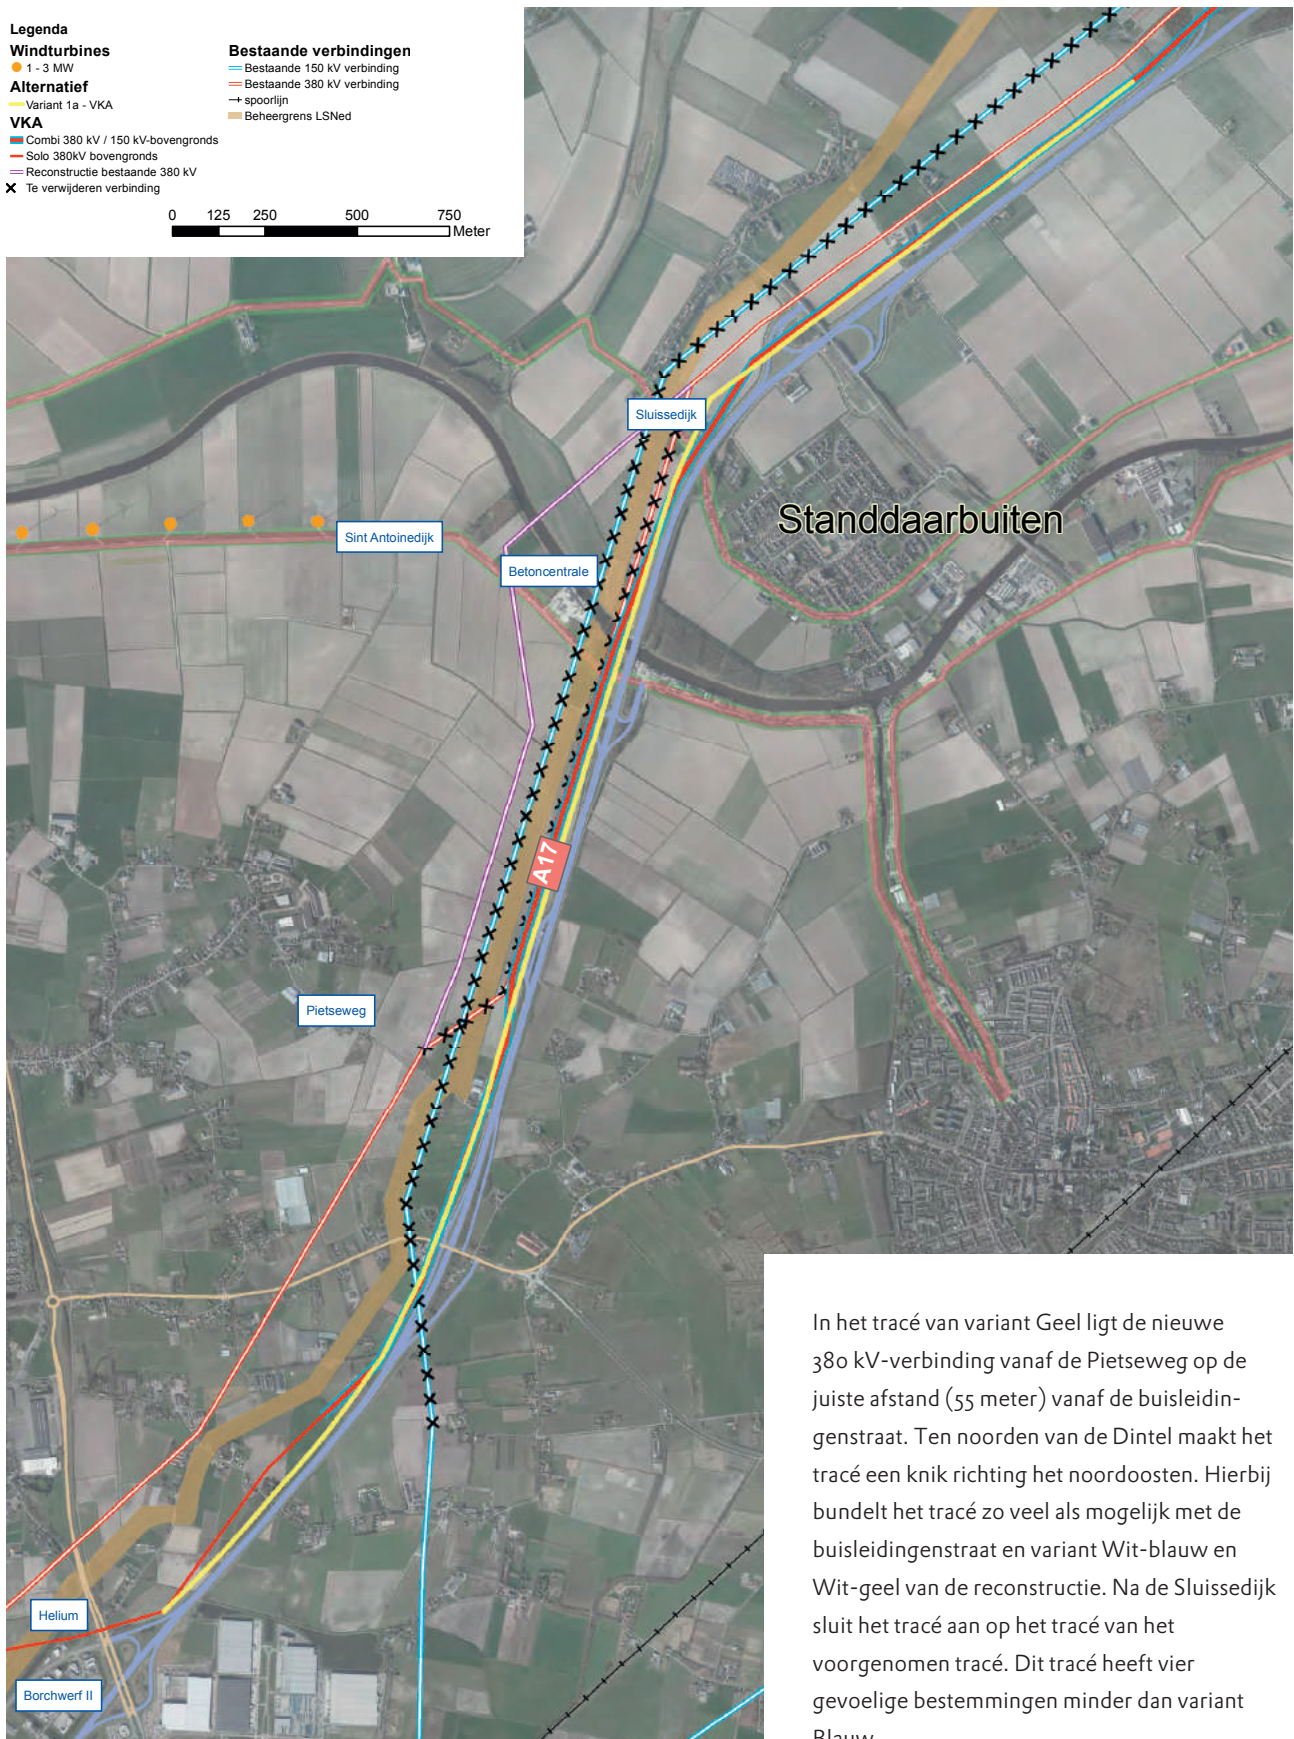 Legenda
Windturbines
1 - 3 MW
Alternatief
Variant 1a - VKA
VKA
Combi 380 kV / 150 kV-bovengronds
Solo 380kV bovengronds
Reconstructie bestaande 380 kV
Te verwijderen verbinding
Bestaande verbindingen
Bestaande 150 kV verbinding
Bestaande 380 kV verbinding
spoorlijn
Beheergrens LSNed
0 125 250 500 750
Meter
Sluissedijk
Standdaarbuiten
Sint Antoinedijk
Betoncentrale
A17
Pietseweg
Helium
Borchwerf II
In het tracé van variant Geel ligt de nieuwe
380 kV-verbinding vanaf de Pietseweg op de
juiste afstand (55 meter) vanaf de buisleidin-
genstraat. Ten noorden van de Dintel maakt het
tracé een knik richting het noordoosten. Hierbij
bundelt het tracé zo veel als mogelijk met de
buisleidingenstraat en variant Wit-blauw en
Wit-geel van de reconstructie. Na de Sluissedijk
sluit het tracé aan op het tracé van het
voorgenomen tracé. Dit tracé heeft vier
gevoelige bestemmingen minder dan variant
Blauw